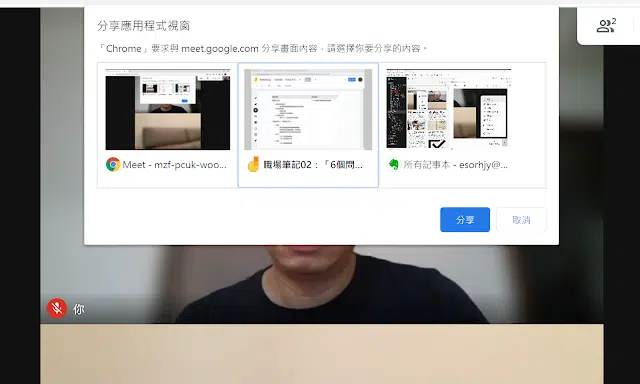 分享應用程式視窗
「Chrome」要求與 meet.google.com 分享畫面內容，請選擇你要分享的內容。
Meet - mzf-pcuk-woo...
職場筆記02：「6個問...
所有記事本 - esorhjy@...
分享
取消
2
你